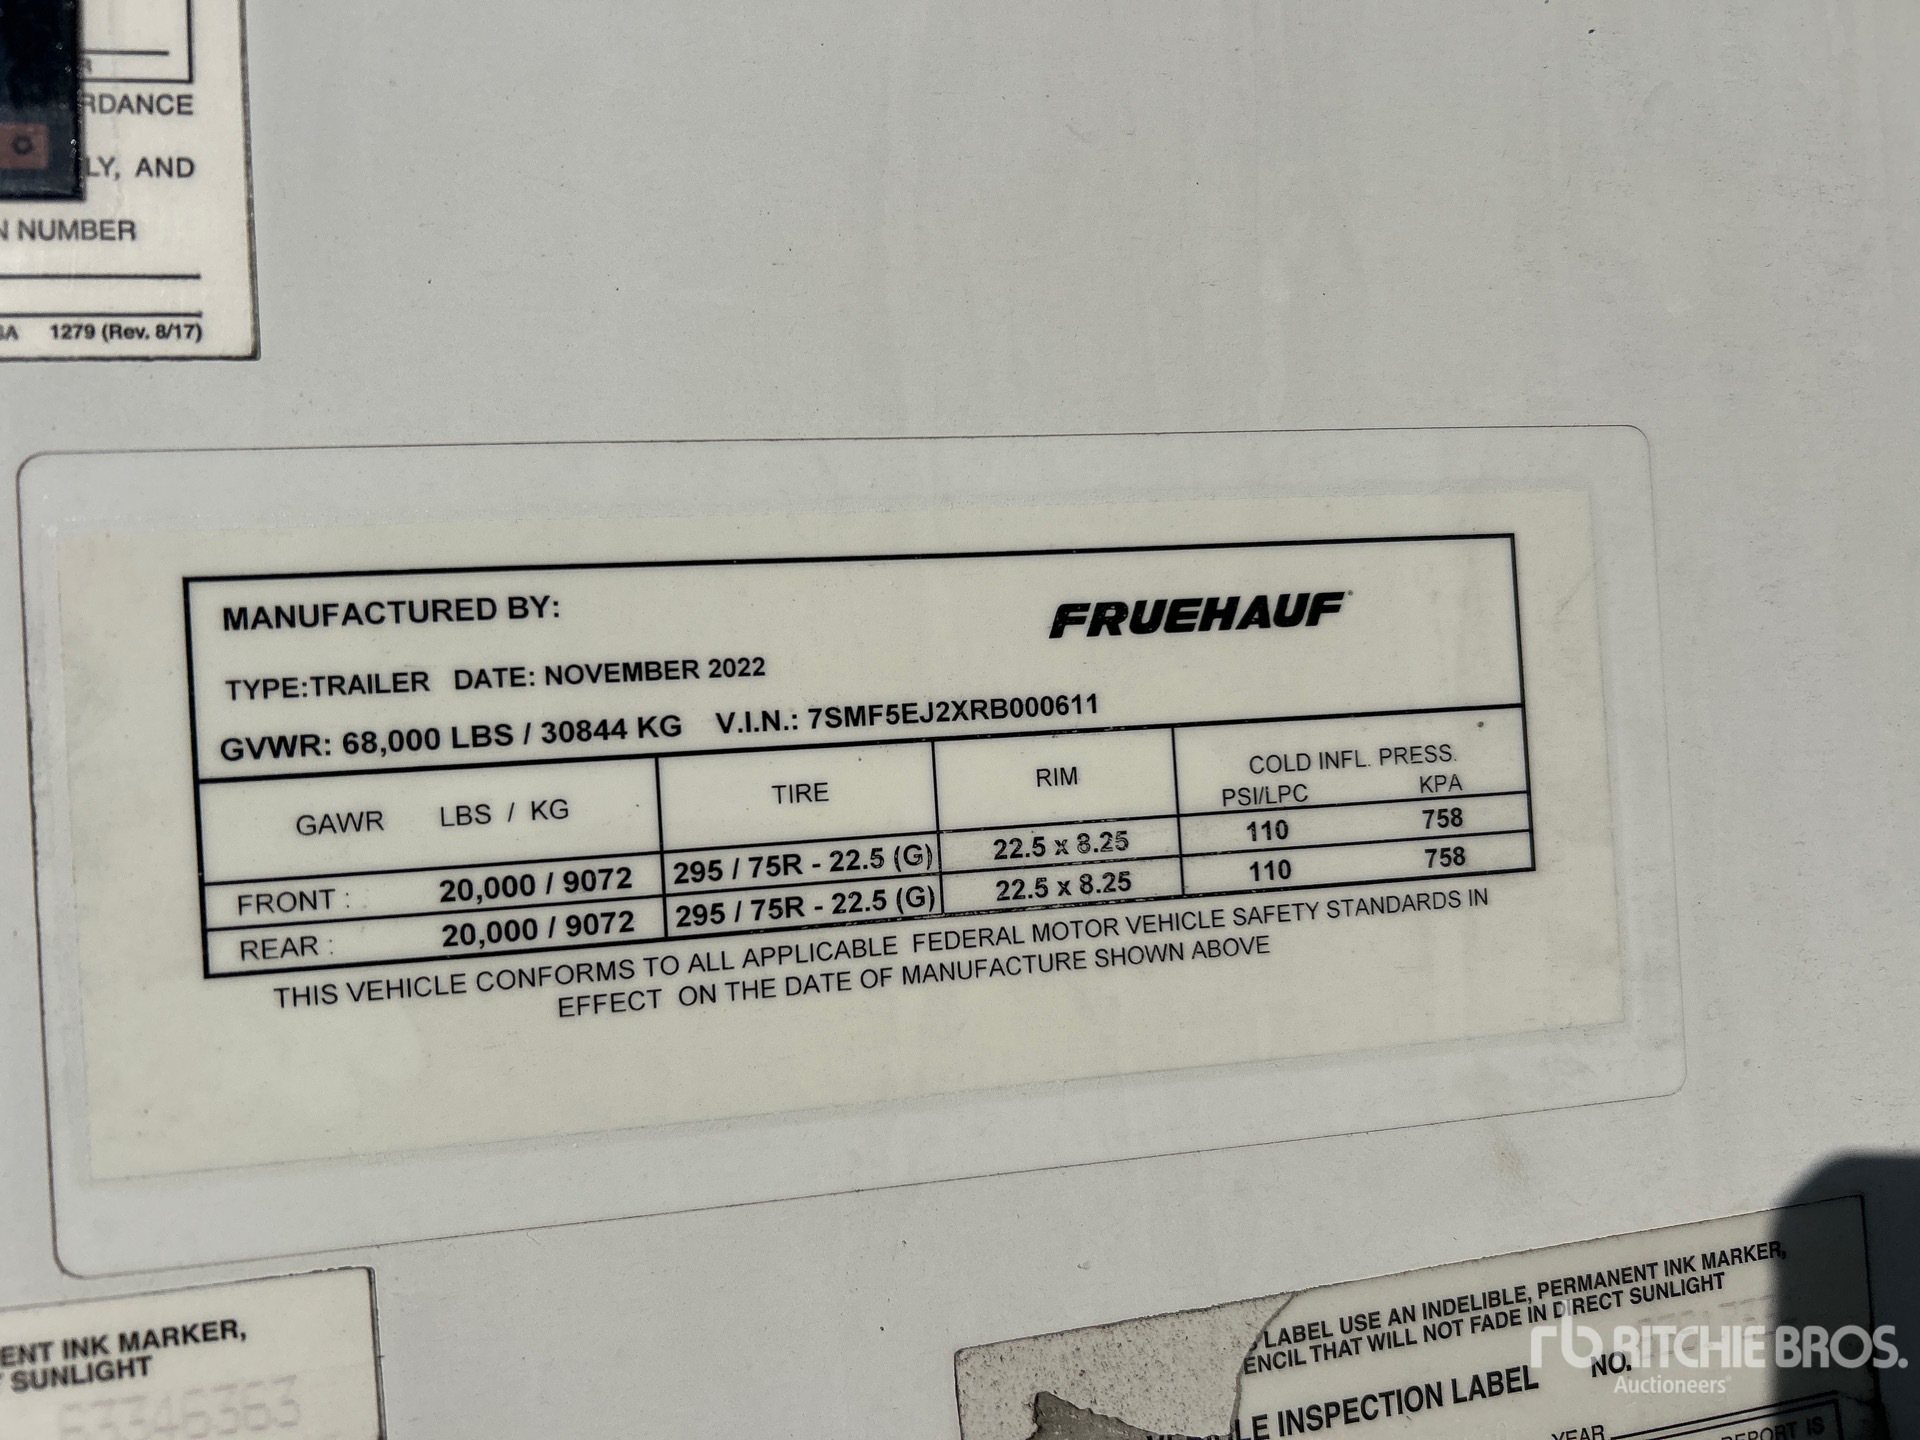 RDANCE
LY, AND
N NUMBER
1279 (Rev. 8/17)
MANUFACTURED BY:
FRUEHAUF
TYPE:TRAILER DATE: NOVEMBER 2022
GVWR: 68,000 LBS / 30844 KG V.I.N.: 7SMF5EJ2XRB000611
GAWR LBS / KG TIRE RIM COLD INFL. PRESS.
PSI/LPC KPA
FRONT : 20,000 / 9072 295 / 75R - 22.5 (G) 22.5 x 8.25 110 758
REAR : 20,000 / 9072 295 / 75R - 22.5 (G) 22.5 x 8.25 110 758
THIS VEHICLE CONFORMS TO ALL APPLICABLE FEDERAL MOTOR VEHICLE SAFETY STANDARDS IN
EFFECT ON THE DATE OF MANUFACTURE SHOWN ABOVE
ENT INK MARKER,
SUNLIGHT
63346363
LABEL USE AN INDELIBLE, PERMANENT INK MARKER,
ENCIL THAT WILL NOT FADE IN DIRECT SUNLIGHT
LE INSPECTION LABEL NO.
YEAR
REPORT IS
rb RITCHIE BROS.
Auctioneers